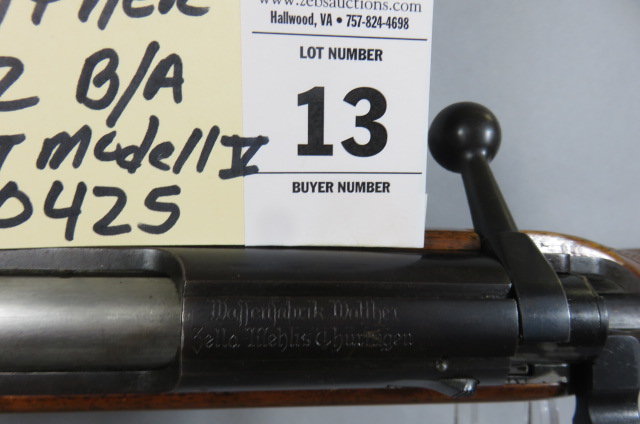 www.zebsauctions.com
Hallwood, VA • 757-824-4698
LOT NUMBER
13
BUYER NUMBER
B/A
Modell V
0425
Waffenfabrik Walther
Zella Mehlis Thüringen